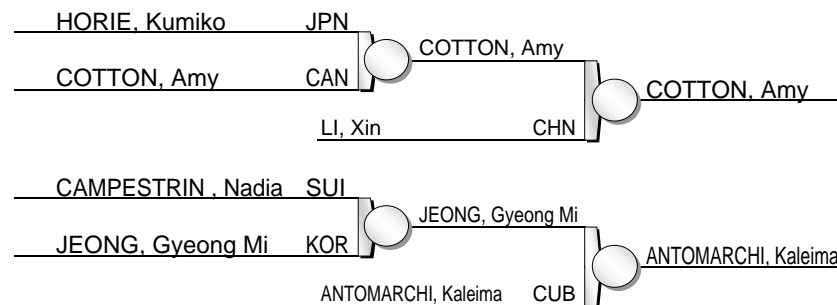 HORIE, Kumiko JPN
COTTON, Amy
COTTON, Amy CAN
COTTON, Amy
LI, Xin CHN
CAMPESTRIN , Nadia SUI
JEONG, Gyeong Mi
JEONG, Gyeong Mi KOR
ANTOMARCHI, Kaleima
ANTOMARCHI, Kaleima CUB